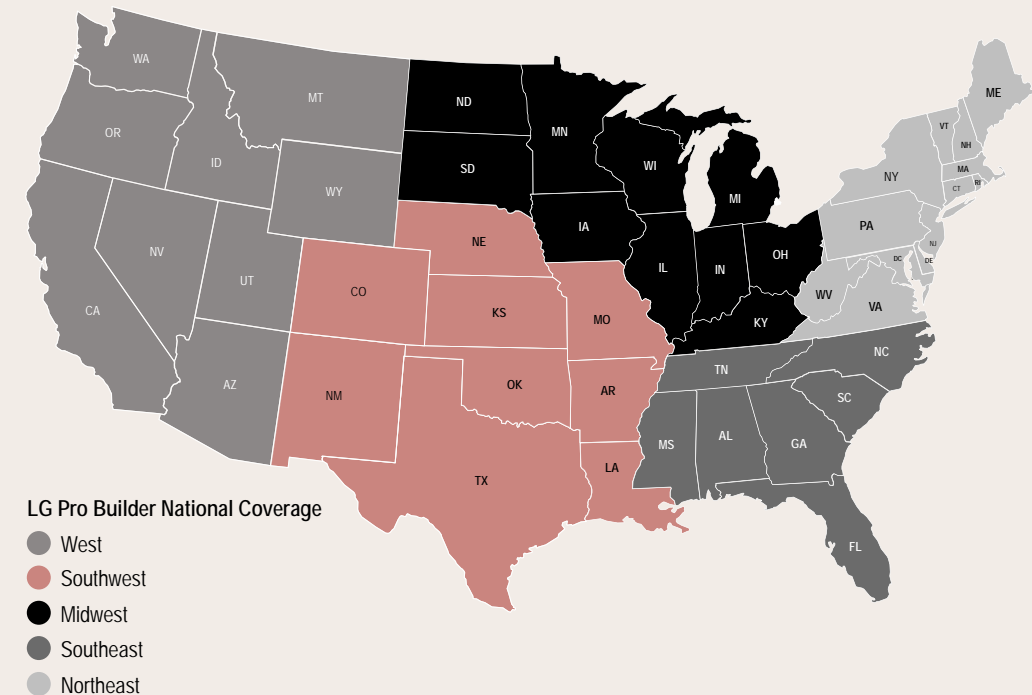 WA
MT
ND
MN
ME
OR
ID
SD
WI
VT
NH
WY
MI
NY
MA
CT
RI
NV
NE
IA
PA
UT
CO
IL
IN
OH
NJ
DC
DE
CA
KS
MO
WV
VA
KY
AZ
NM
OK
AR
TN
NC
SC
MS
AL
GA
TX
LA
FL
LG Pro Builder National Coverage
West
Southwest
Midwest
Southeast
Northeast